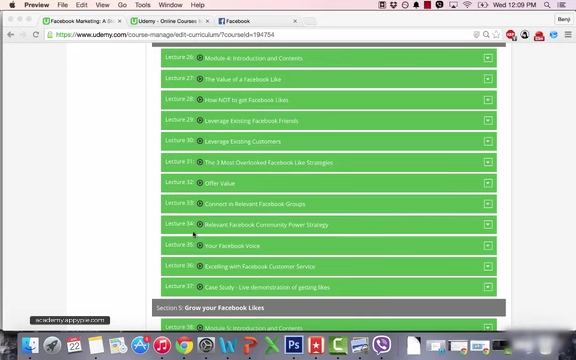 Preview File Edit View Go Tools Window Help
Wed 12:09 PM
Facebook Marketing: A St
Udemy - Online Courses
Facebook
Benji
https://www.udemy.com/course-manage/edit-curriculum/?courseId=194754
Lecture 26: Module 4: Introduction and Contents
Lecture 27: The Value of a Facebook Like
Lecture 28: How NOT to get Facebook Likes
Lecture 29: Leverage Existing Facebook Friends
Lecture 30: Leverage Existing Customers
Lecture 31: The 3 Most Overlooked Facebook Like Strategies
Lecture 32: Offer Value
Lecture 33: Connect in Relevant Facebook Groups
Lecture 34: Relevant Facebook Community Power Strategy
Lecture 35: Your Facebook Voice
Lecture 36: Excelling with Facebook Customer Service
Lecture 37: Case Study - Live demonstration of getting likes
Section 5: Grow your Facebook Likes
Lecture 38: Module 5: Introduction and Contents
academy.appypie.com